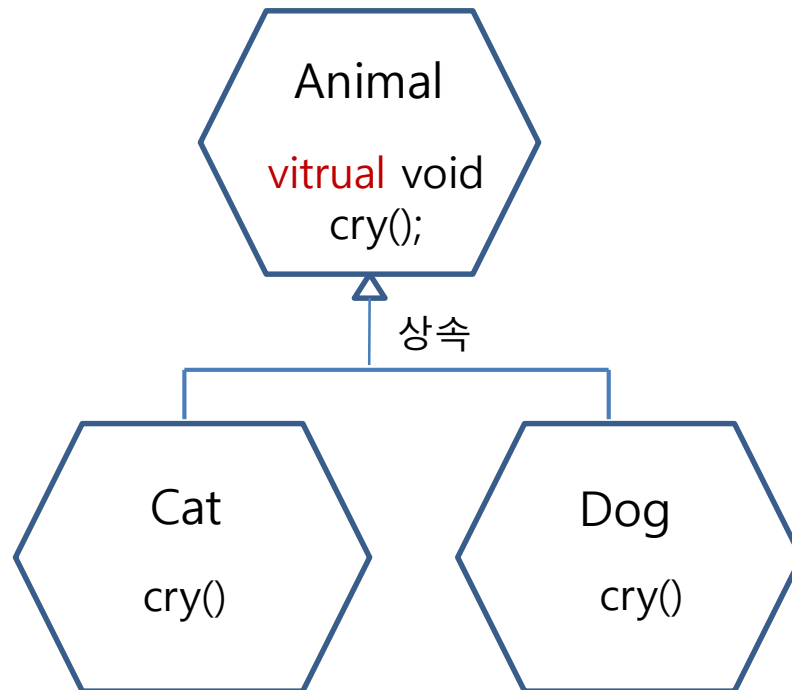 Animal
vitrual void
cry();
상속
Cat
cry()
Dog
cry()